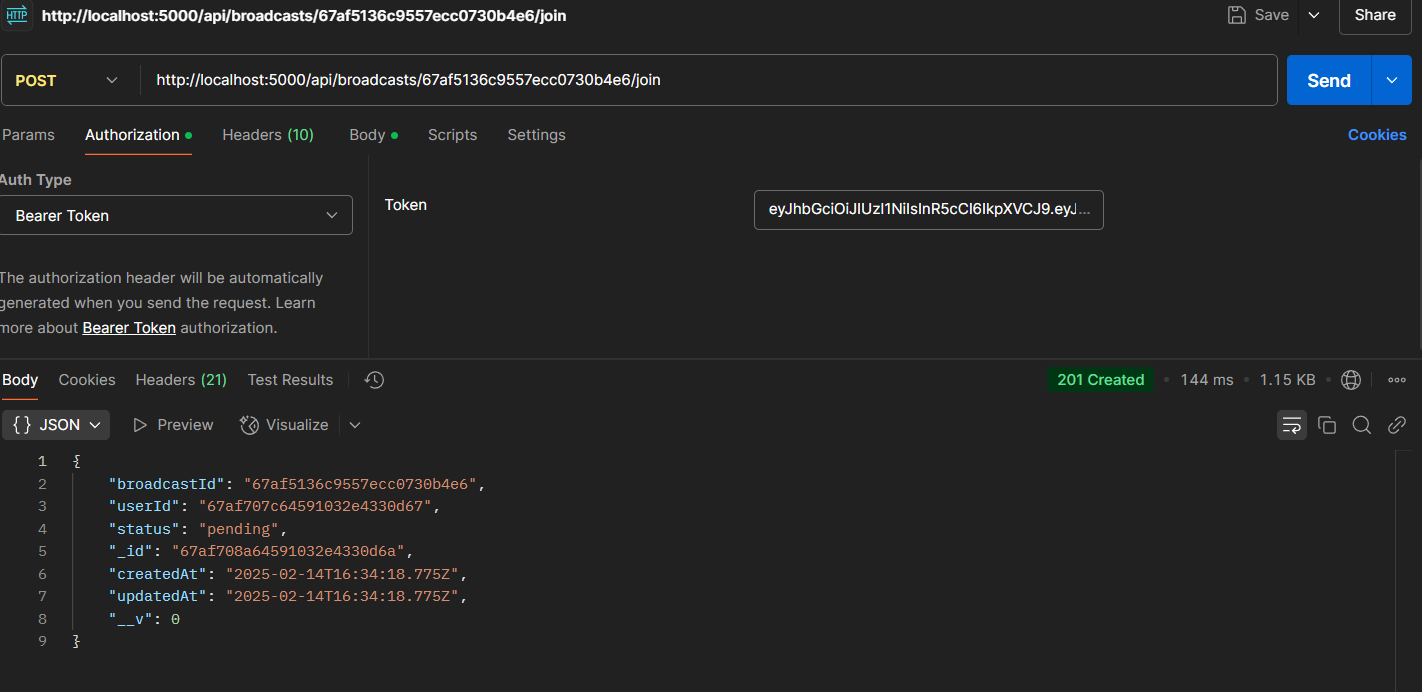 HTTP http://localhost:5000/api/broadcasts/67af5136c9557ecc0730b4e6/join Save Share
POST http://localhost:5000/api/broadcasts/67af5136c9557ecc0730b4e6/join Send
Params Authorization Headers (10) Body Scripts Settings Cookies
Auth Type
Bearer Token
Token eyJhbGciOiJIUzI1NiIsInR5cCI6IkpXVCJ9.eyJ...
The authorization header will be automatically
generated when you send the request. Learn
more about Bearer Token authorization.
Body Cookies Headers (21) Test Results 201 Created • 144 ms • 1.15 KB •
{} JSON Preview Visualize
1 {
2 "broadcastId": "67af5136c9557ecc0730b4e6",
3 "userId": "67af707c64591032e4330d67",
4 "status": "pending",
5 "_id": "67af708a64591032e4330d6a",
6 "createdAt": "2025-02-14T16:34:18.775Z",
7 "updatedAt": "2025-02-14T16:34:18.775Z",
8 "__v": 0
9 }